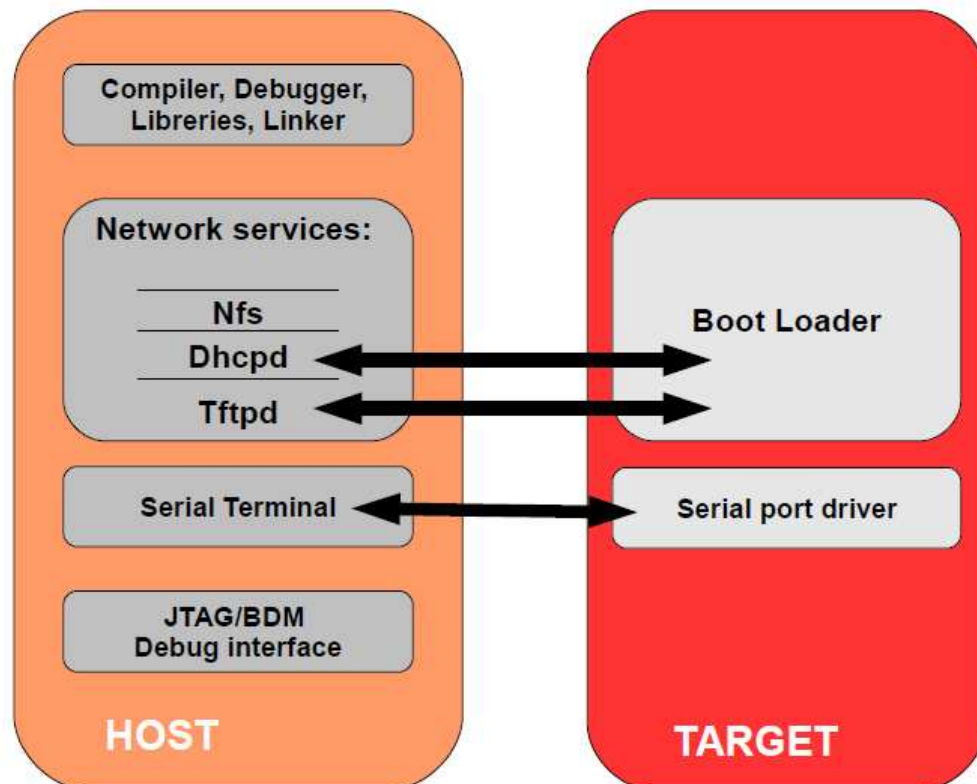 Compiler, Debugger,
Libreries, Linker
Network services:
Nfs
Dhcpd
Tftpd
Serial Terminal
JTAG/BDM
Debug interface
HOST
Boot Loader
Serial port driver
TARGET